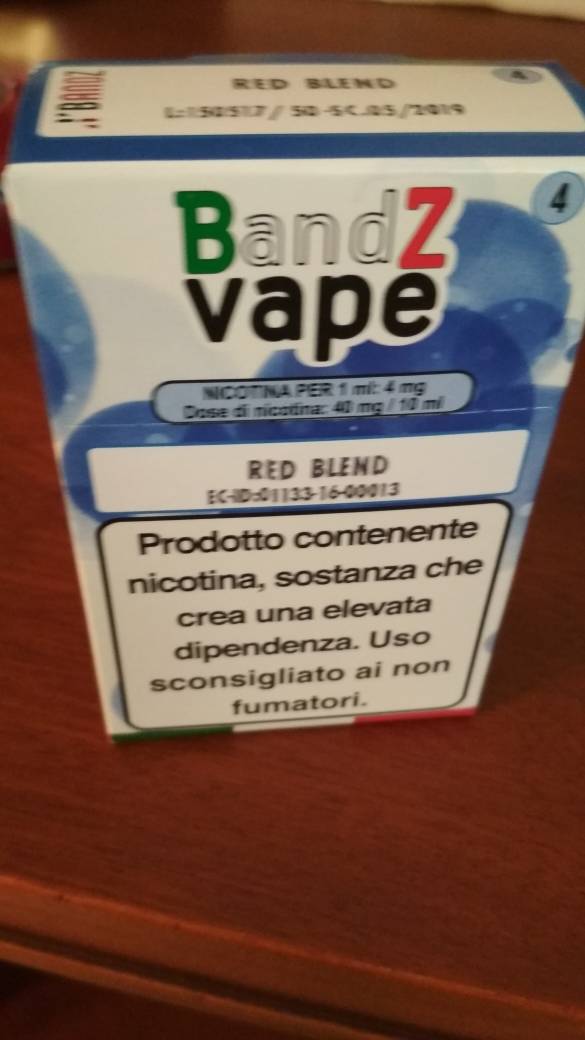 BANDZ
RED BLEND
4
L:150517/ 50 -SC.05/2019
BandZ
vape
4
NICOTINA PER 1 ml: 4 mg
Dose di nicotina: 40 mg / 10 ml
RED BLEND
EC-ID:01133-16-00013
Prodotto contenente
nicotina, sostanza che
crea una elevata
dipendenza. Uso
sconsigliato ai non
fumatori.